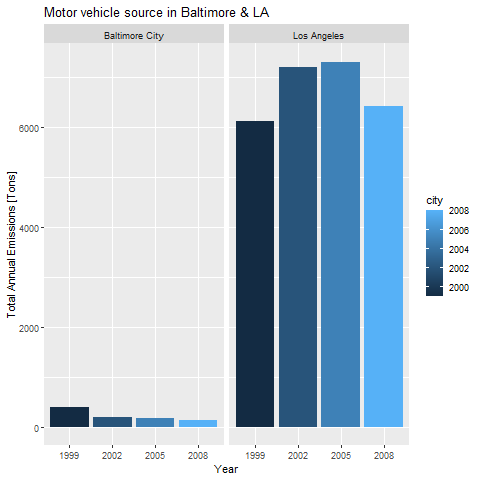 Motor vehicle source in Baltimore & LA
Baltimore City
Los Angeles
Total Annual Emissions [Tons]
6000
4000
2000
0
1999 2002 2005 2008
1999 2002 2005 2008
Year
city
2008
2006
2004
2002
2000